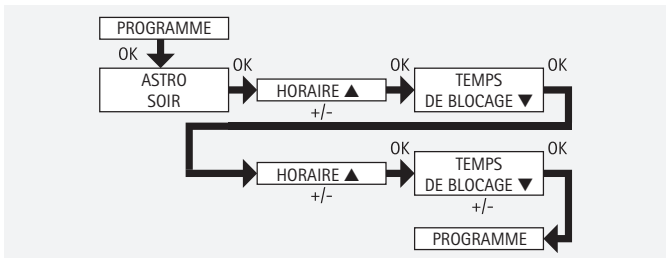 PROGRAMME
OK
ASTRO
SOIR
OK
HORAIRE ▲
+/-
OK
TEMPS
DE BLOCAGE ▼
OK
HORAIRE ▲
+/-
OK
TEMPS
DE BLOCAGE ▼
+/-
OK
PROGRAMME